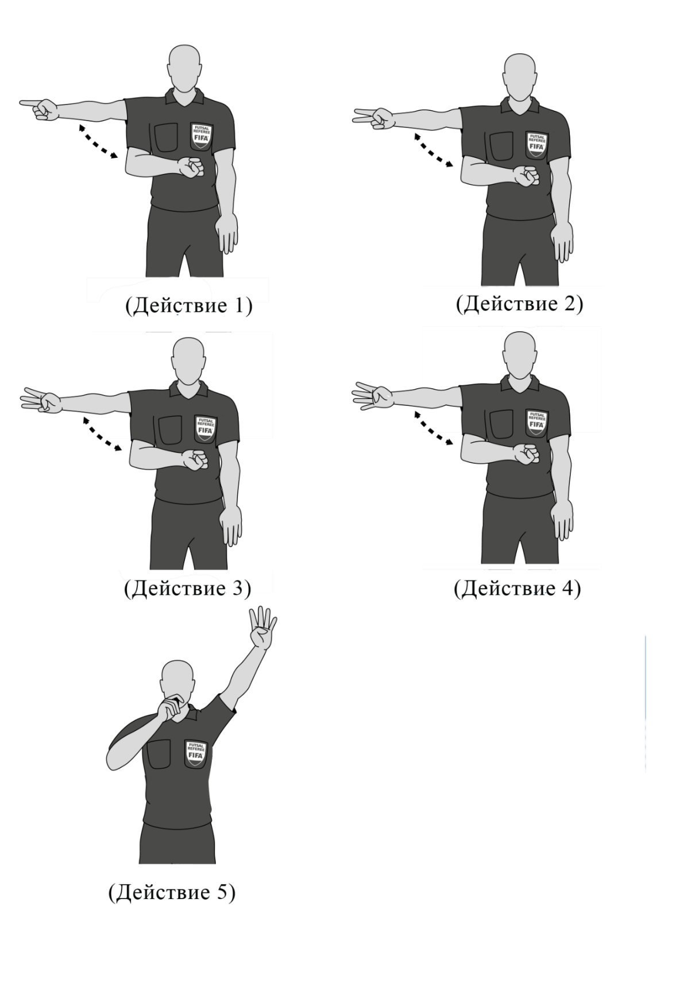 FUTSAL
REFEREE
FIFA
FUTSAL
REFEREE
FIFA
(Действие 1)
(Действие 2)
FUTSAL
REFEREE
FIFA
FUTSAL
REFEREE
FIFA
(Действие 3)
(Действие 4)
FUTSAL
REFEREE
FIFA
(Действие 5)